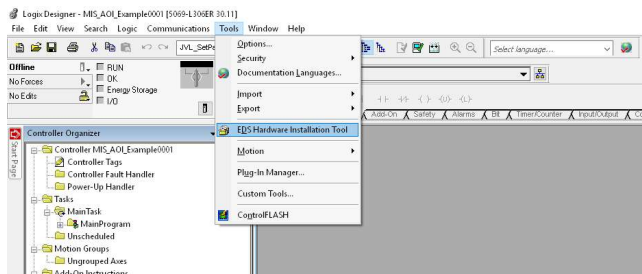 Logix Designer - MIS_AOI_Example0001 [5069-L306ER 30.11]
File Edit View Search Logic Communications Tools Window Help
JVL_SetPa
Select language...
Options...
Security
Documentation Languages...
Import
Export
EDS Hardware Installation Tool
Motion
Plug-In Manager...
Custom Tools...
ControlFLASH
Offline
RUN
No Forces
OK
No Edits
Energy Storage
I/O
Add-On Safety Alarms Bit Timer/Counter Input/Output Co
Start Page
Controller Organizer
Controller MIS_AOI_Example0001
Controller Tags
Controller Fault Handler
Power-Up Handler
Tasks
MainTask
MainProgram
Unscheduled
Motion Groups
Ungrouped Axes
Add-On Instructions